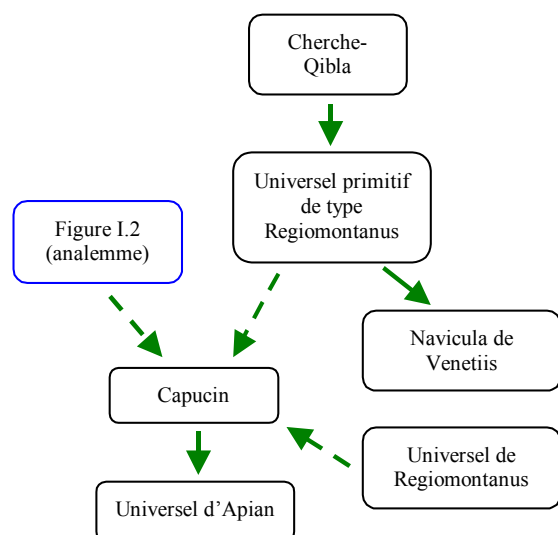 Cherche-
Qibla
Universel primitif
de type
Regiomontanus
Figure I.2
(analemme)
Navicula de
Venetiis
Capucin
Universel de
Regiomontanus
Universel d’Apian